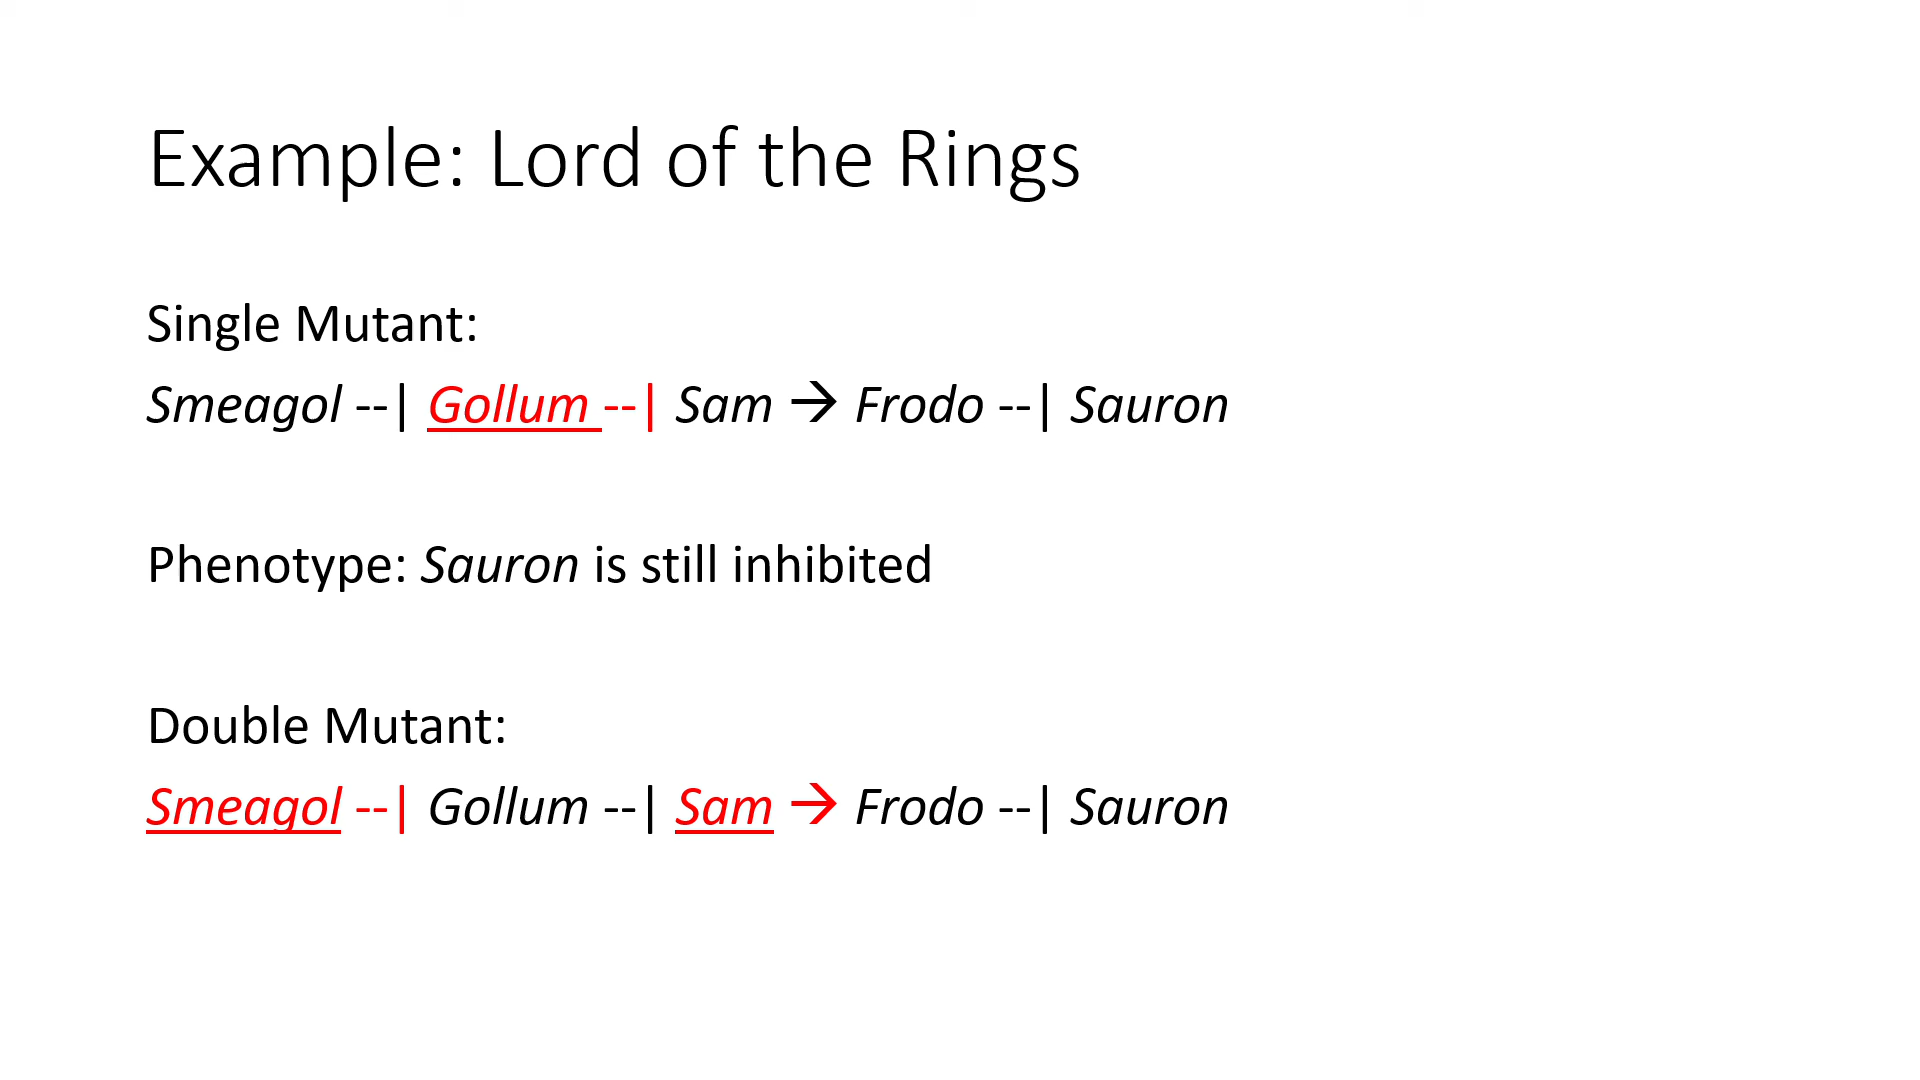 Example: Lord of the Rings
Single Mutant:
Smeagol --| Gollum --| Sam → Frodo --| Sauron
Phenotype: Sauron is still inhibited
Double Mutant:
Smeagol --| Gollum --| Sam → Frodo --| Sauron